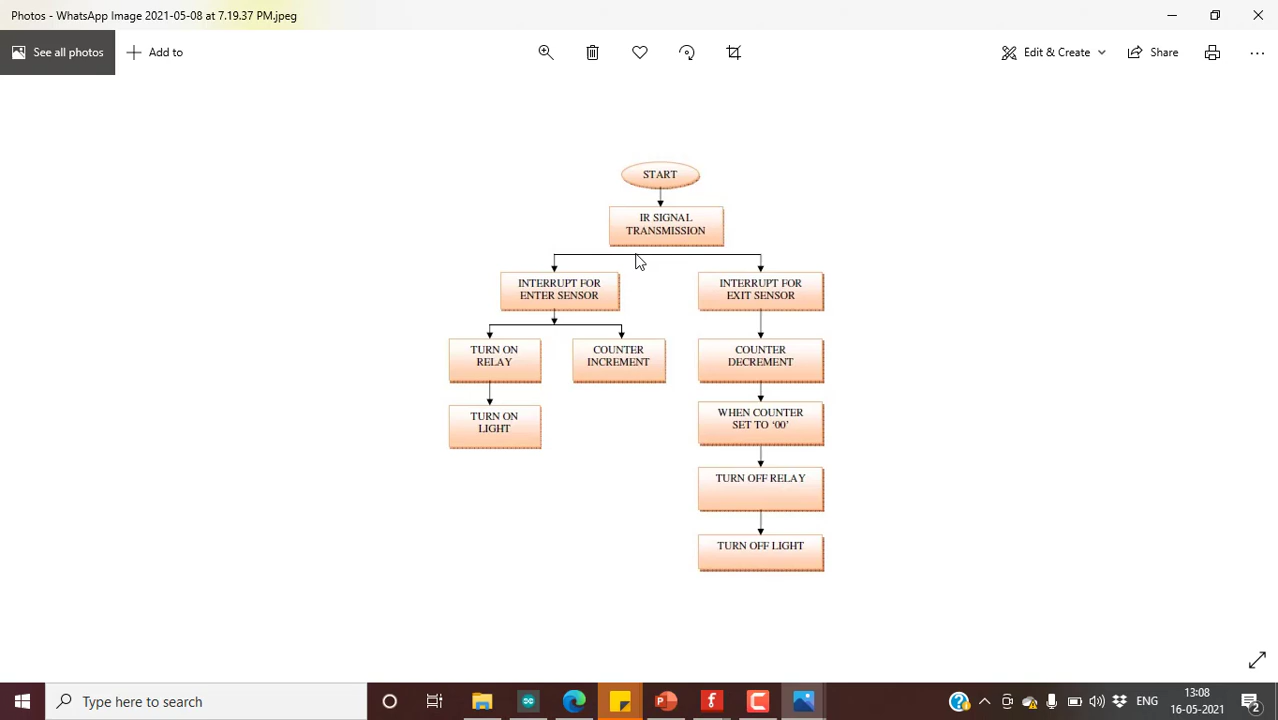 Photos - WhatsApp Image 2021-05-08 at 7.19.37 PM.jpeg
See all photos
Add to
Edit & Create
Share
START
IR SIGNAL
TRANSMISSION
INTERRUPT FOR
ENTER SENSOR
INTERRUPT FOR
EXIT SENSOR
TURN ON
RELAY
COUNTER
INCREMENT
COUNTER
DECREMENT
TURN ON
LIGHT
WHEN COUNTER
SET TO ‘00’
TURN OFF RELAY
TURN OFF LIGHT
Type here to search
ENG
13:08
16-05-2021
2